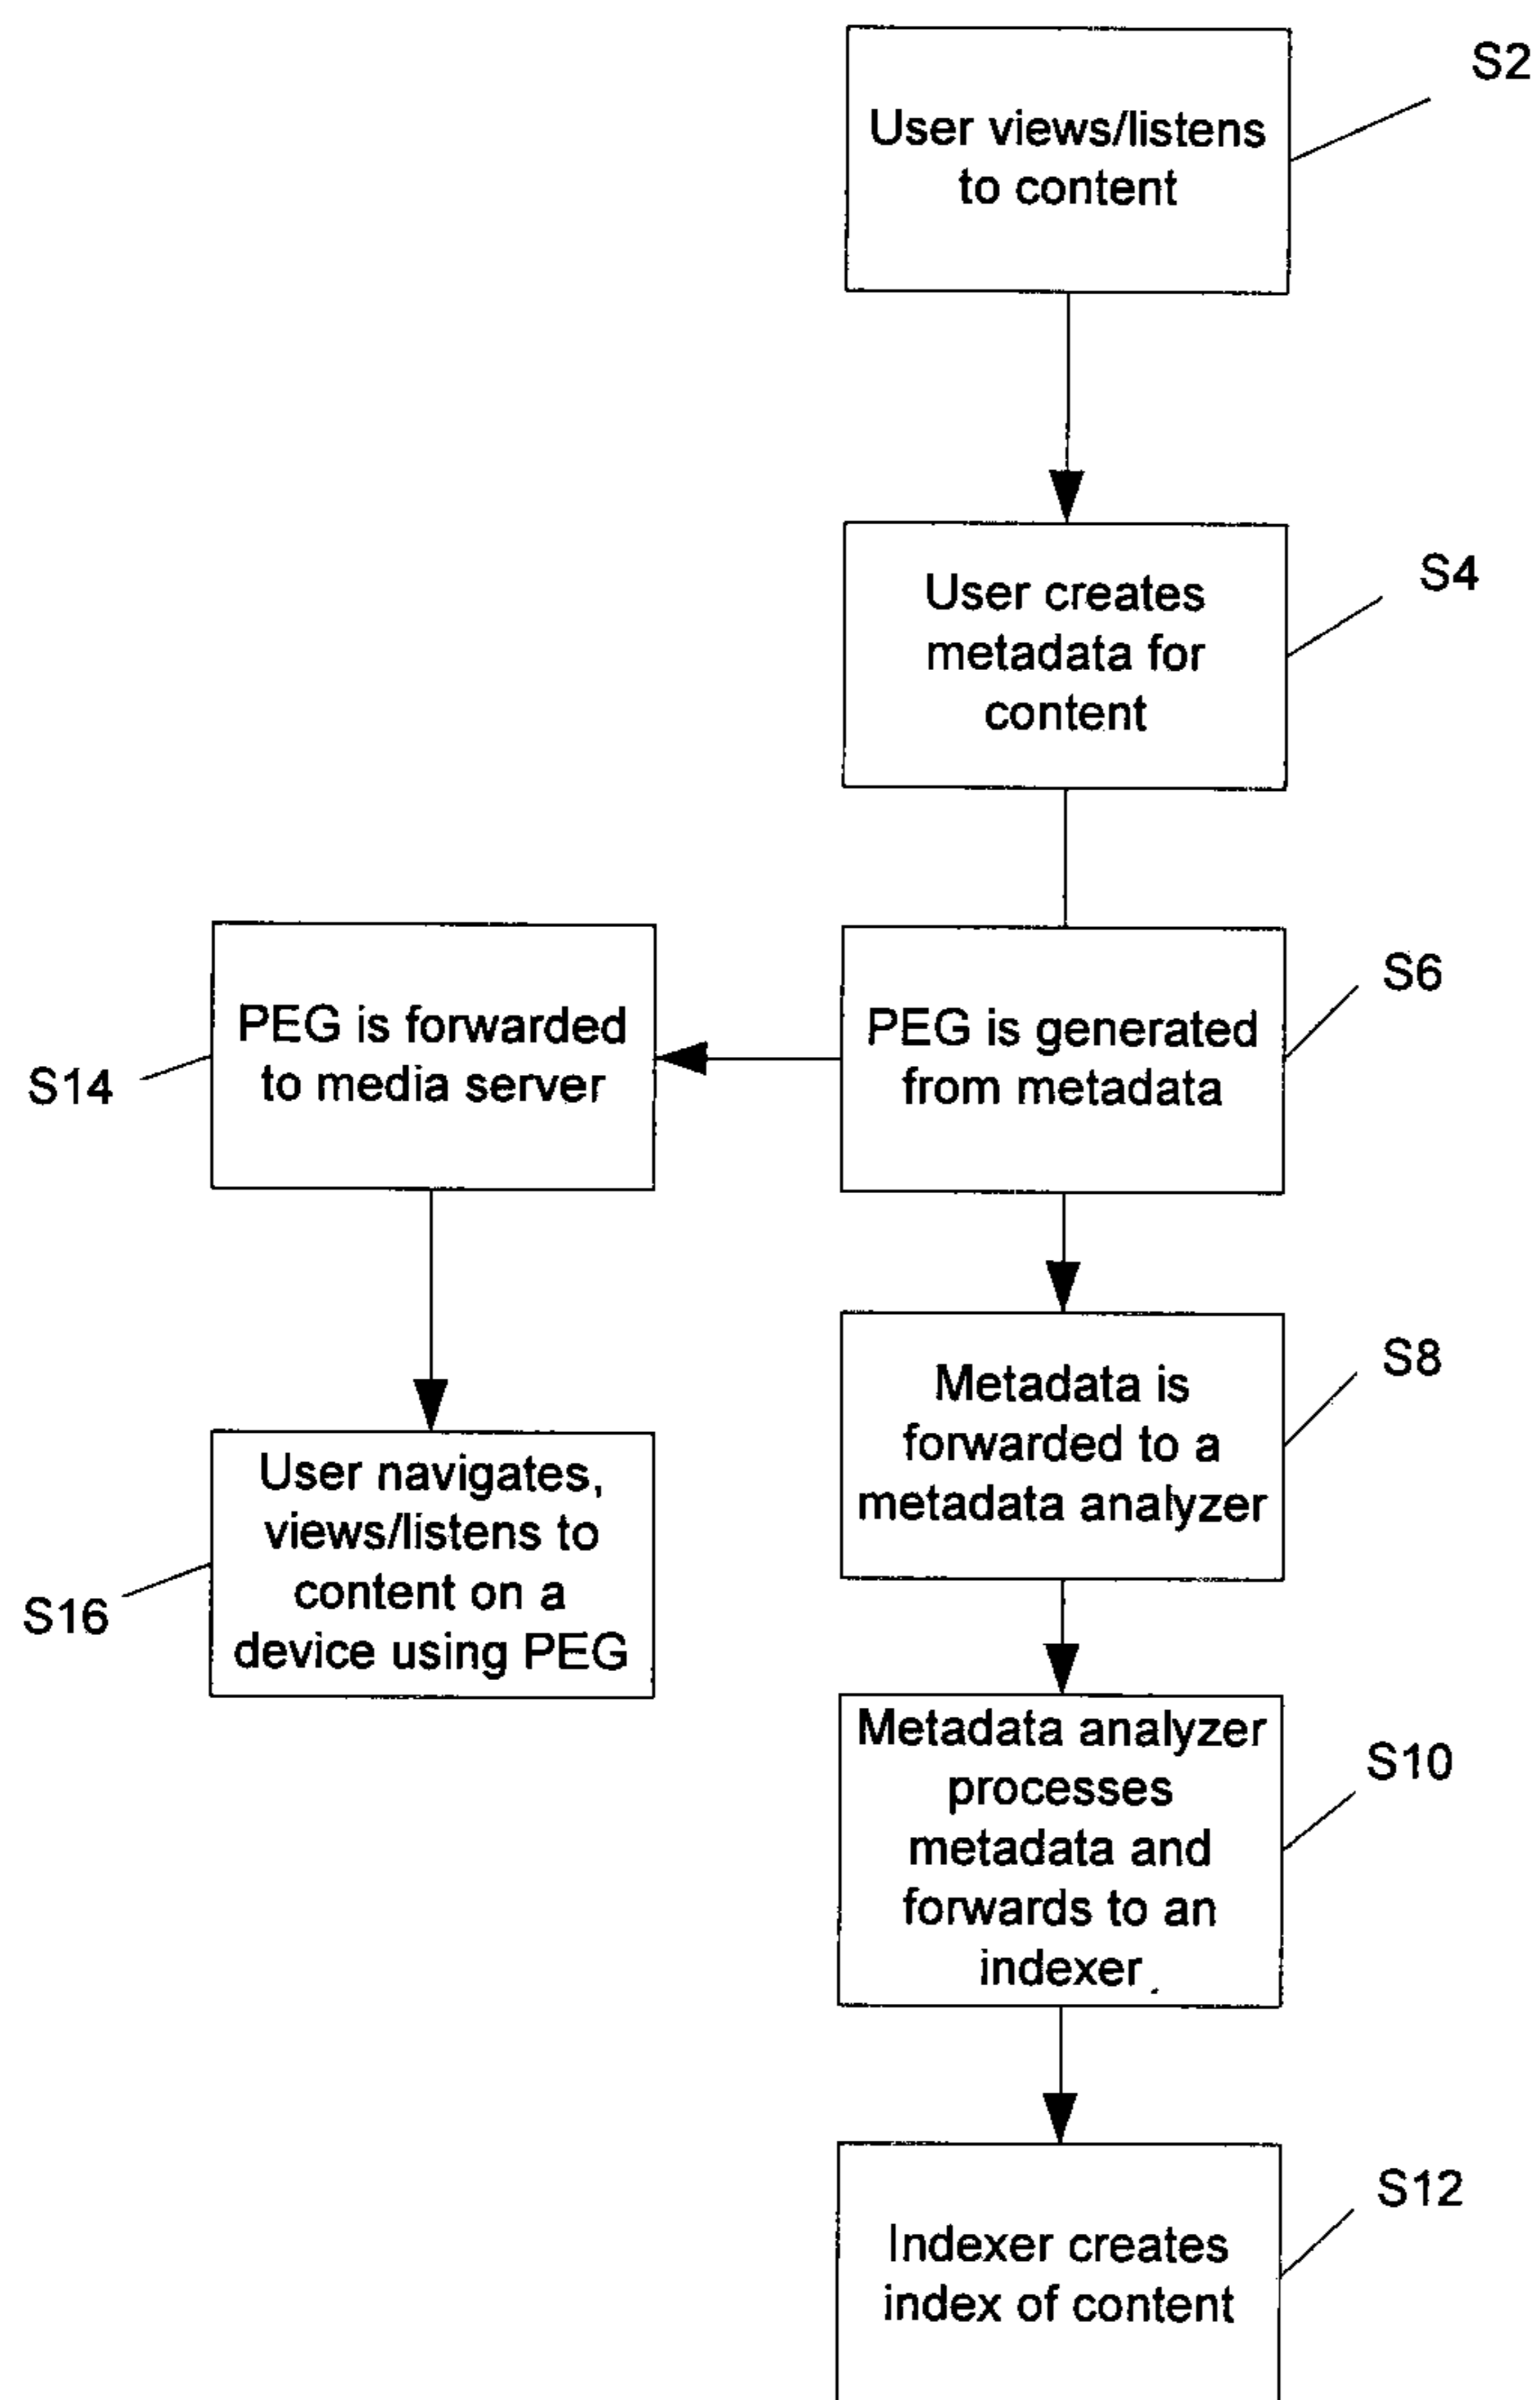 S2
User views/listens
to content
S4
User creates
metadata for
content
S6
PEG is generated
from metadata
S14
PEG is forwarded
to media server
S8
Metadata is
forwarded to a
metadata analyzer
S16
User navigates,
views/listens to
content on a
device using PEG
S10
Metadata analyzer
processes
metadata and
forwards to an
indexer
S12
Indexer creates
index of content